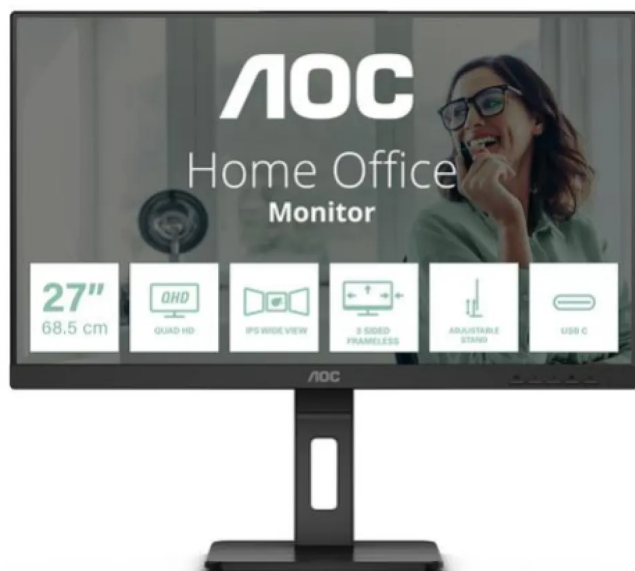 AOC
Home Office
Monitor
27"
68.5 cm
QHD
QUAD HD
IPS WIDE VIEW
3 SIDED
FRAMELESS
ADJUSTABLE
STAND
USB C
AOC